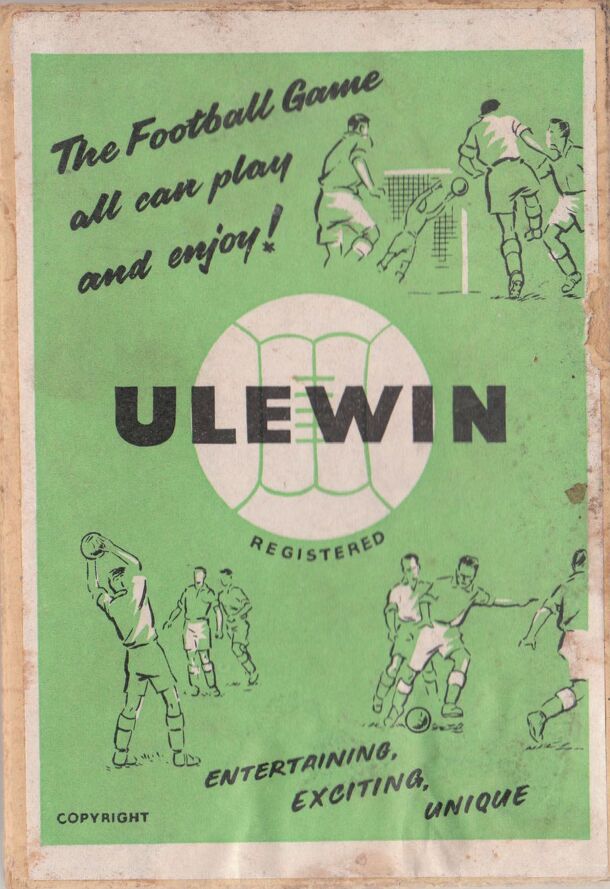 The Football Game
all can play
and enjoy!
ULEWIN
REGISTERED
ENTERTAINING,
EXCITING,
UNIQUE
COPYRIGHT